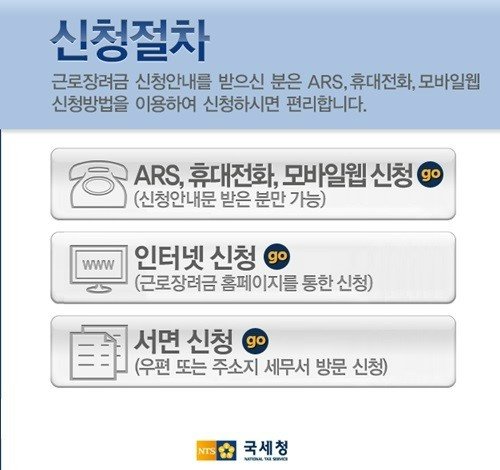 신청절차
근로장려금 신청안내를 받으신 분은 ARS, 휴대전화, 모바일웹
신청방법을 이용하여 신청하시면 편리합니다.
ARS, 휴대전화, 모바일웹 신청 go
(신청안내문 받은 분만 가능)
www
인터넷 신청 go
(근로장려금 홈페이지를 통한 신청)
서면 신청 go
(우편 또는 주소지 세무서 방문 신청)
NTS 국세청
NATIONAL TAX SERVICE